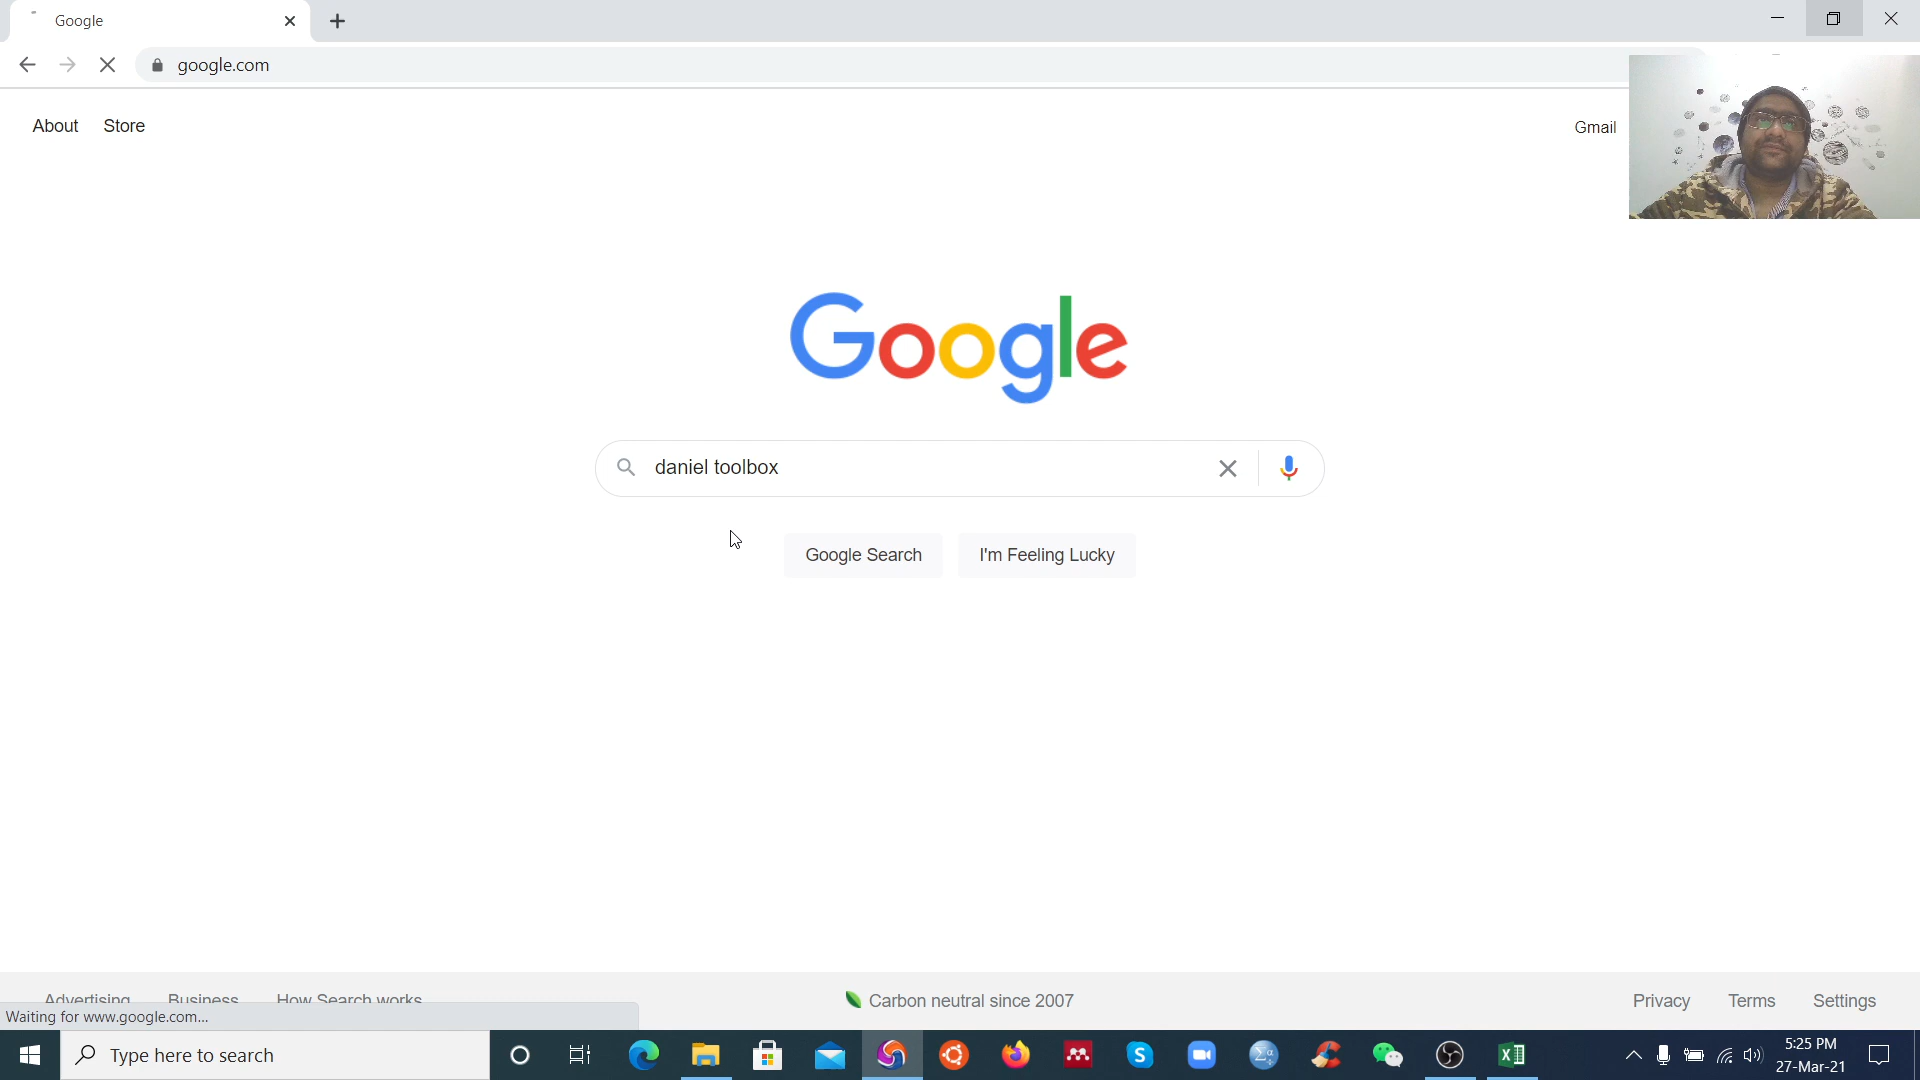 Google
google.com
About Store
Gmail
Google
daniel toolbox
Google Search I'm Feeling Lucky
Advertising Business How Search works
Carbon neutral since 2007
Privacy Terms Settings
Waiting for www.google.com...
Type here to search
5:25 PM
27-Mar-21